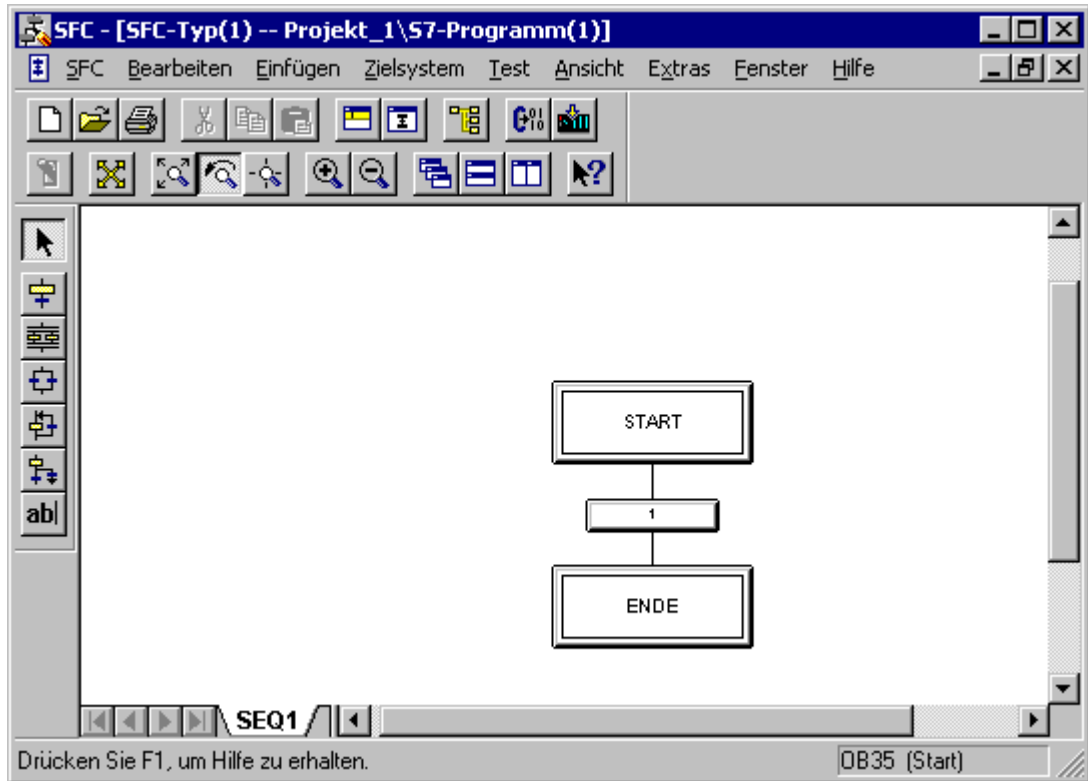 SFC - [SFC-Typ(1) -- Projekt_1\S7-Programm(1)]
SFC Bearbeiten Einfügen Zielsystem Test Ansicht Extras Fenster Hilfe
ab|
START
1
ENDE
SEQ1
Drücken Sie F1, um Hilfe zu erhalten.
OB35 (Start)